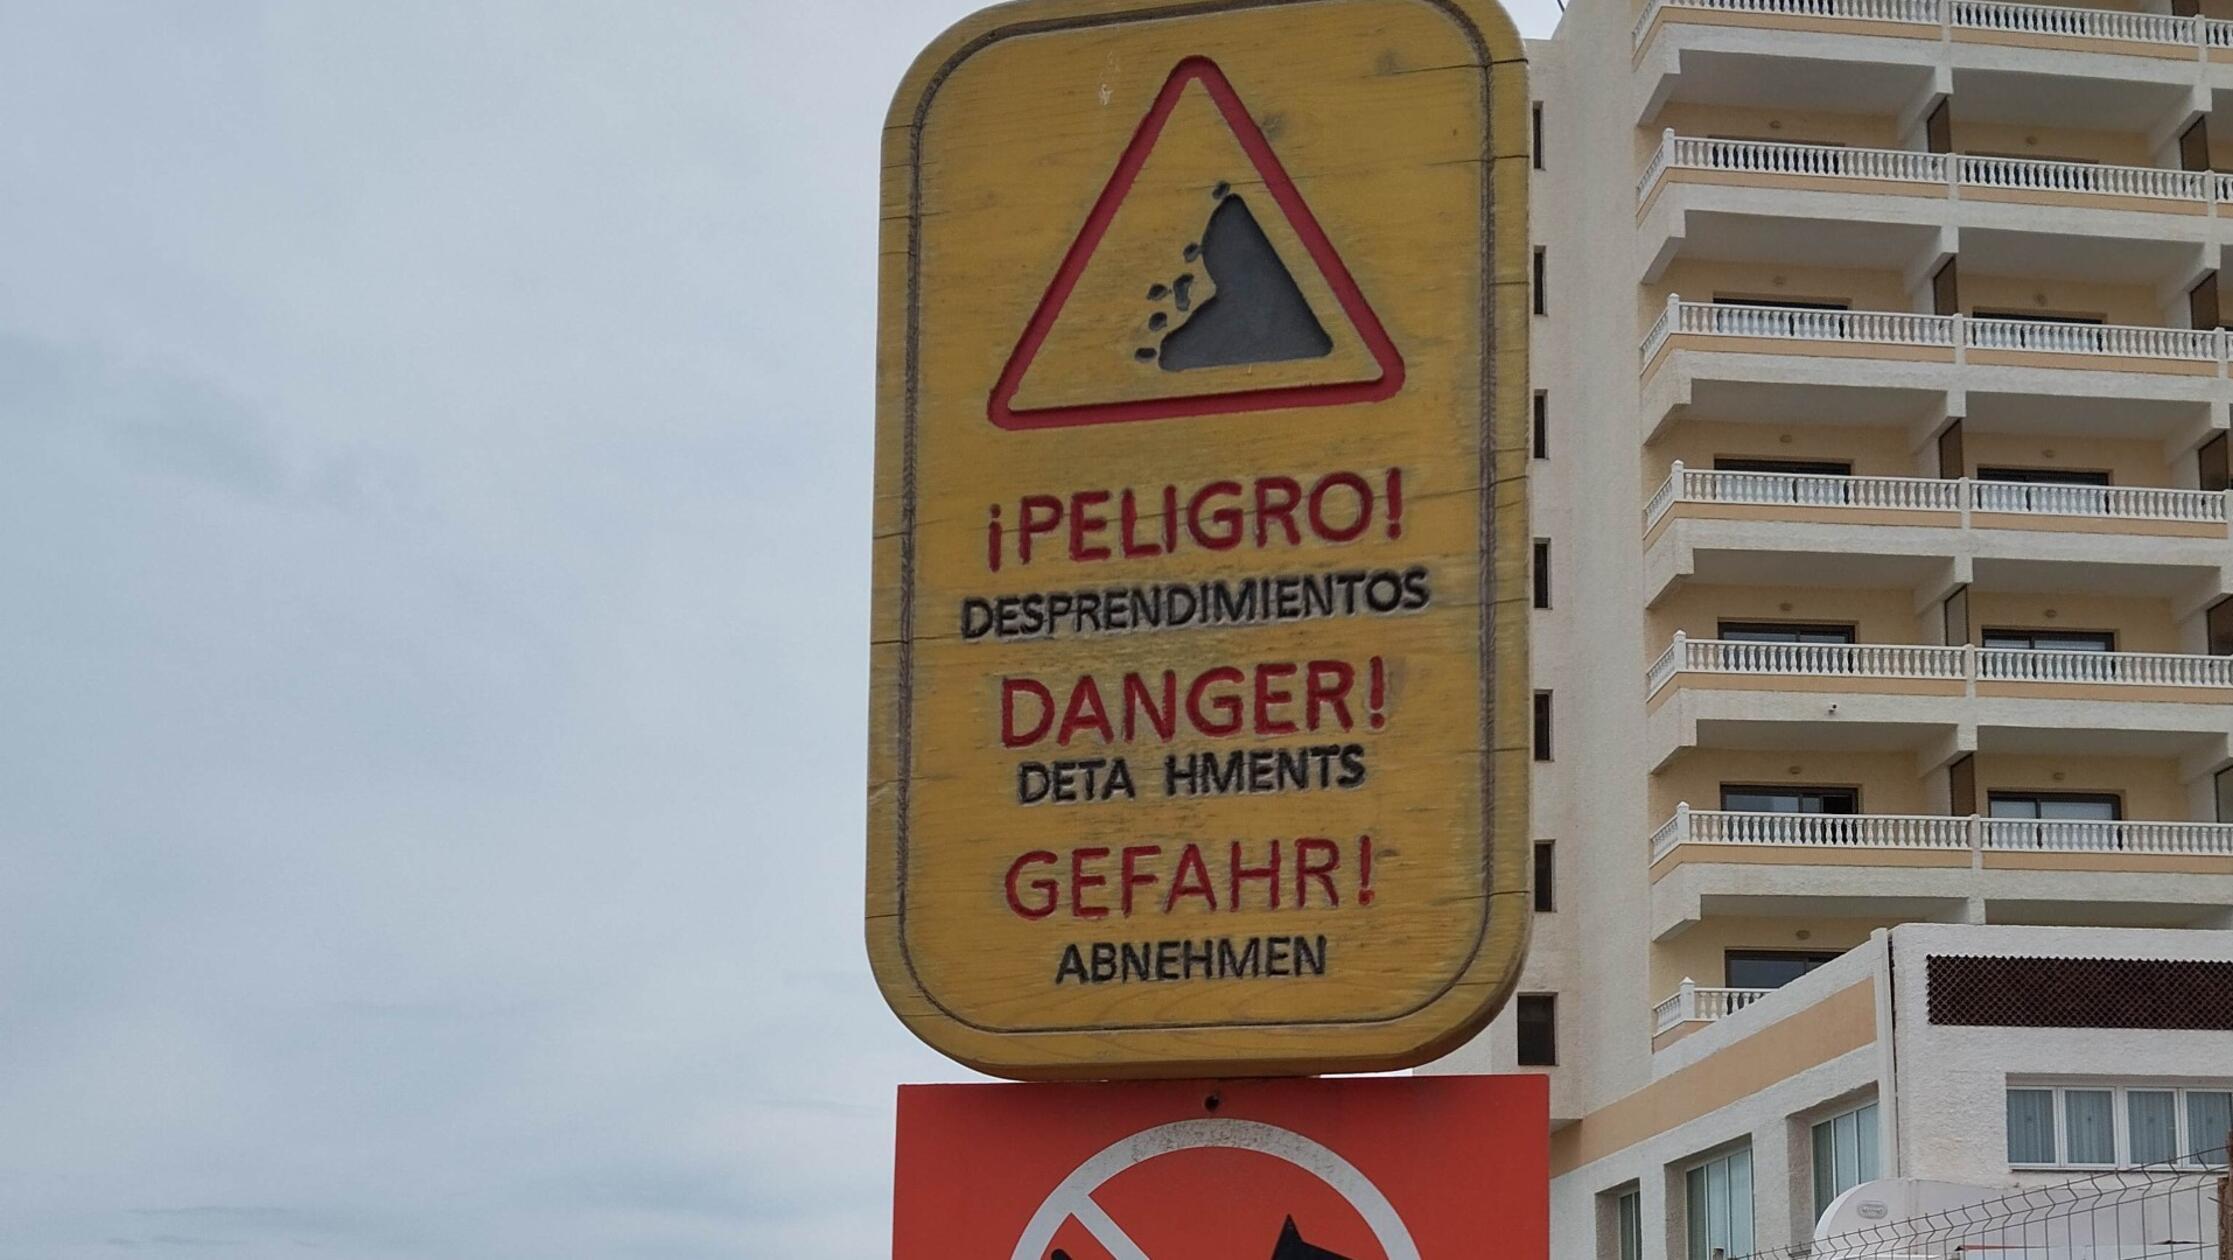 ¡PELIGRO!
DESPRENDIMIENTOS
DANGER!
DETA HMENTS
GEFAHR!
ABNEHMEN